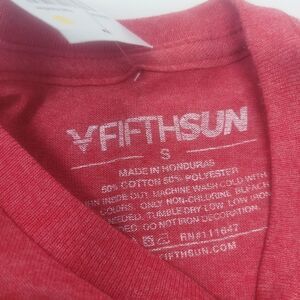 FIFTHSUN
S
MADE IN HONDURAS
50% COTTON 50% POLYESTER
INSIDE OUT. MACHINE WASH COLD WITH
COLORS. ONLY NON-CHLORINE BLEACH
NEEDED. TUMBLE DRY LOW. LOW IRON
DO NOT IRON DECORATION.
RN#111647
FIFTHSUN.COM